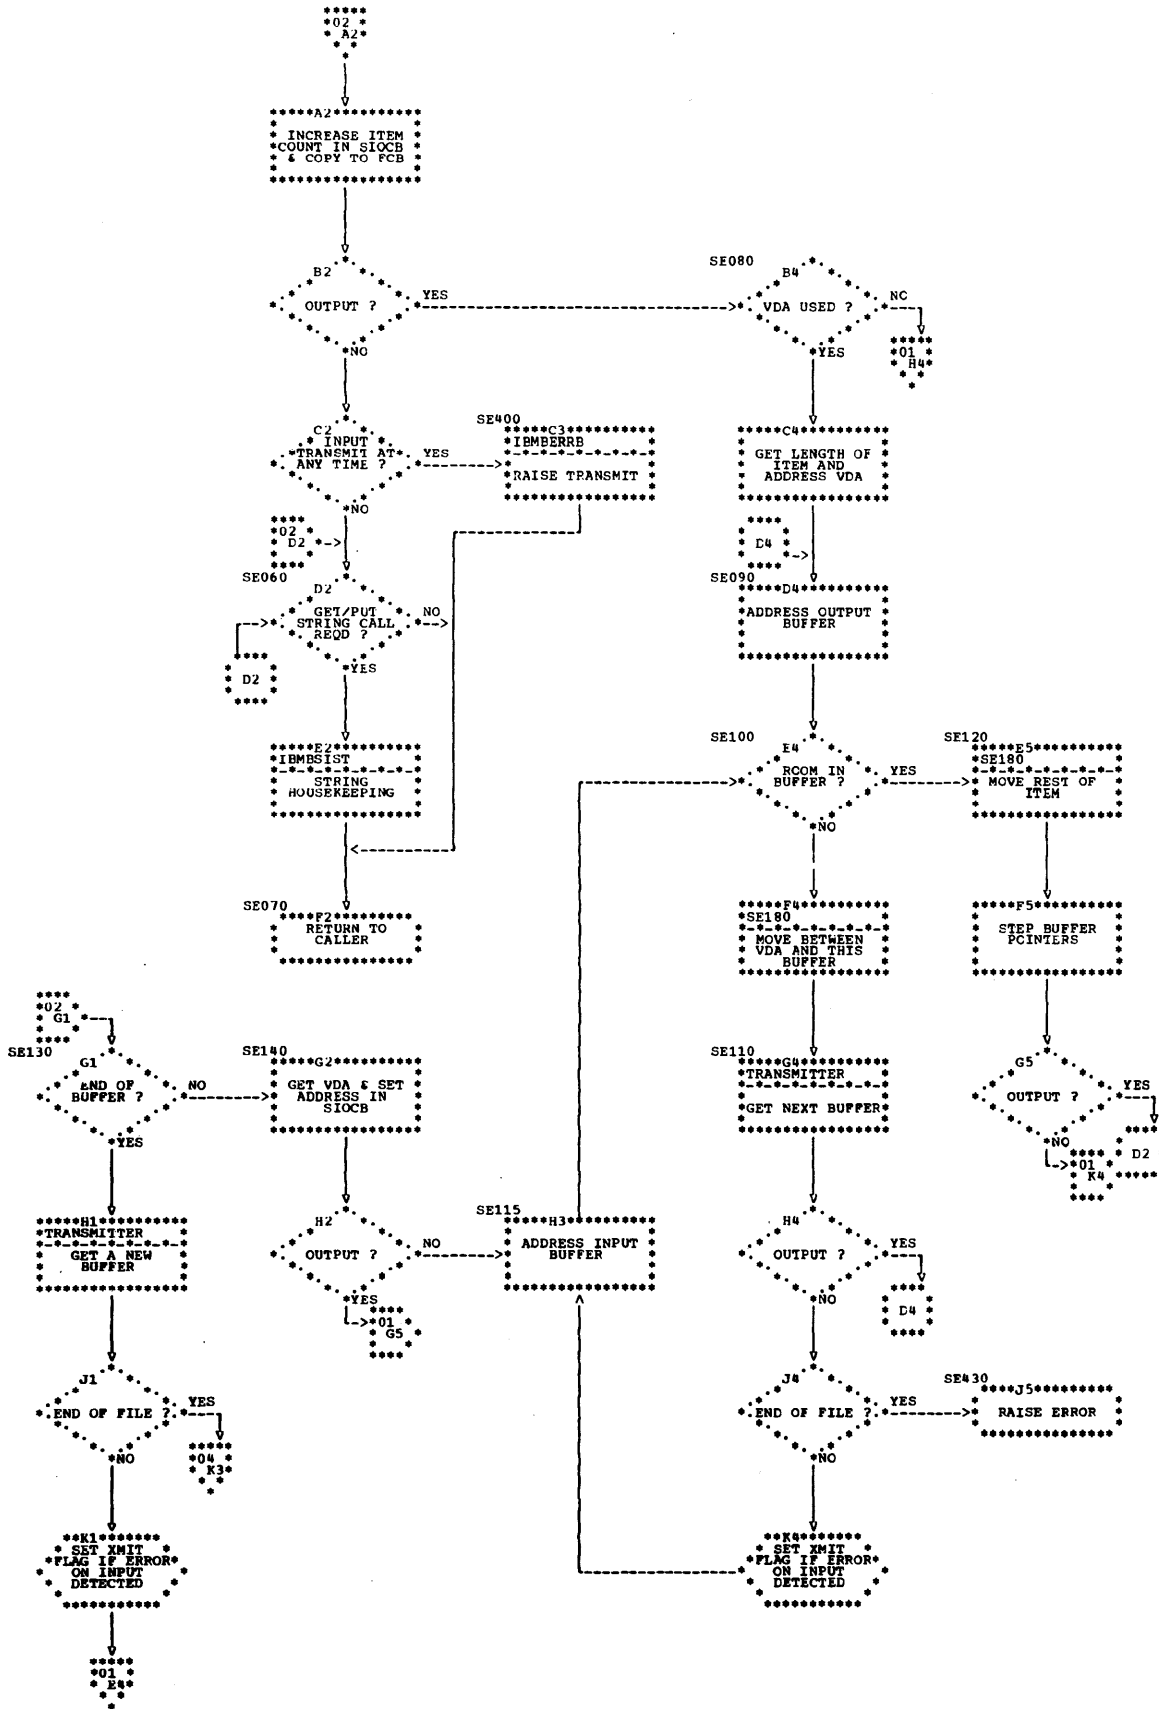 02
A2
A2
INCREASE ITEM
COUNT IN SIOCB
& COPY TO FCB
B2
OUTPUT ?
YES
NO
SE080
B4
VDA USED ?
NC
YES
01
H4
C2
INPUT
TRANSMIT AT
ANY TIME ?
YES
NO
SE400
C3
IBMBERRB
RAISE TRANSMIT
C4
GET LENGTH OF
ITEM AND
ADDRESS VDA
02
D2
D4
SE060
D2
GET/PUT
STRING CALL
REQD ?
NO
YES
D2
SE090
D4
ADDRESS OUTPUT
BUFFER
E2
IBMBSIST
STRING
HOUSEKEEPING
SE100
E4
RCOM IN
BUFFER ?
YES
NO
SE120
E5
SE180
MOVE REST OF
ITEM
SE070
F2
RETURN TO
CALLER
F4
SE180
MOVE BETWEEN
VDA AND THIS
BUFFER
F5
STEP BUFFER
POINTERS
02
G1
SE130
G1
END OF
BUFFER ?
NO
YES
SE140
G2
GET VDA & SET
ADDRESS IN
SIOCB
SE110
G4
TRANSMITTER
GET NEXT BUFFER
G5
OUTPUT ?
YES
NO
D2
01
K4
H1
TRANSMITTER
GET A NEW
BUFFER
H2
OUTPUT ?
NO
YES
01
G5
SE115
H3
ADDRESS INPUT
BUFFER
H4
OUTPUT ?
YES
NO
D4
J1
END OF FILE ?
YES
NO
04
K3
J4
END OF FILE ?
YES
NO
SE430
J5
RAISE ERROR
K1
SET XMIT
FLAG IF ERROR
ON INPUT
DETECTED
K4
SET XMIT
FLAG IF ERROR
ON INPUT
DETECTED
01
E4